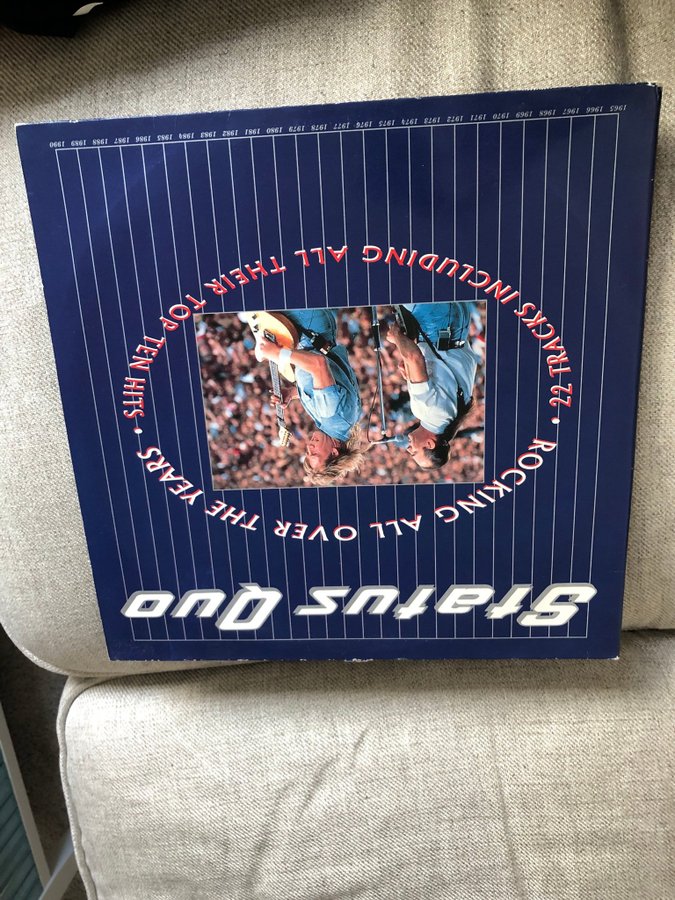 Status Quo
ROCKING ALL OVER THE YEARS •
22 TRACKS INCLUDING ALL THEIR TOP TEN HITS •
1965 1966 1967 1968 1969 1970 1971 1972 1973 1974 1975 1976 1977 1978 1979 1980 1981 1982 1983 1984 1985 1986 1987 1988 1989 1990